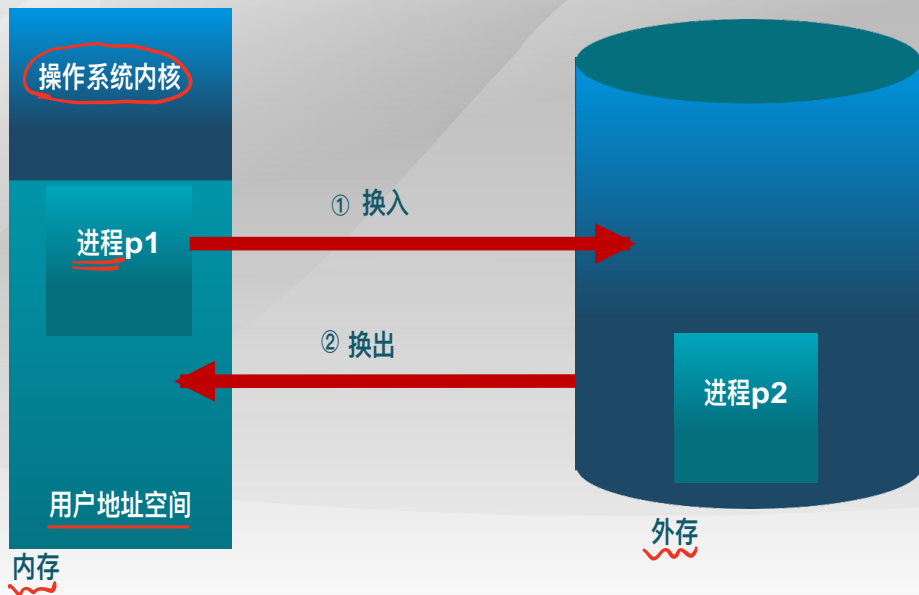 操作系统内核
① 换入
进程p1
② 换出
进程p2
用户地址空间
外存
内存